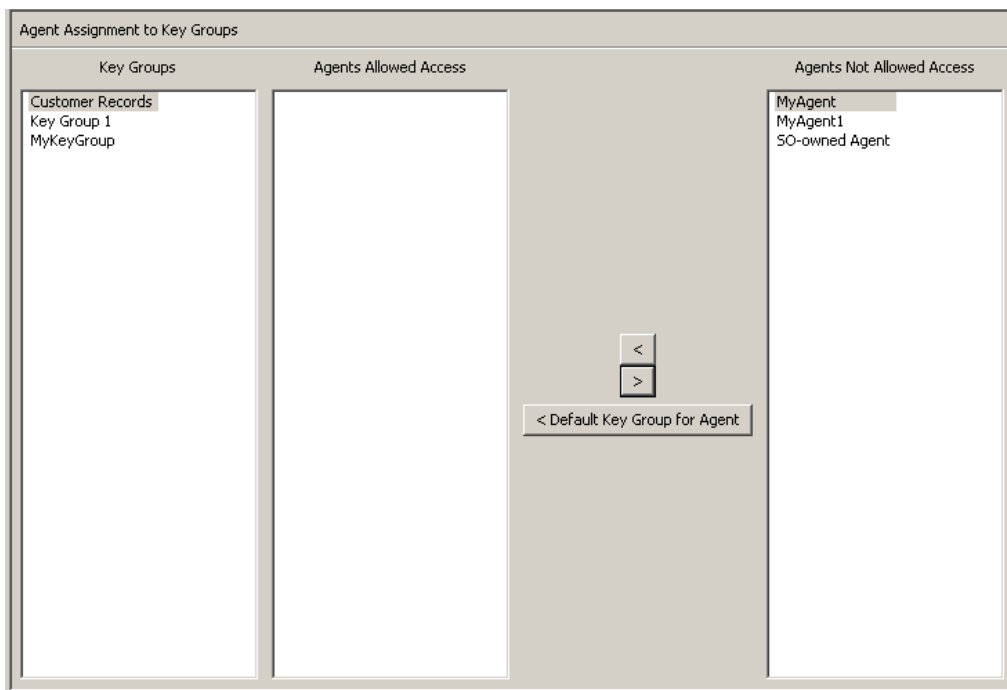 Agent Assignment to Key Groups
Key Groups
Agents Allowed Access
Agents Not Allowed Access
Customer Records
Key Group 1
MyKeyGroup
MyAgent
MyAgent1
SO-owned Agent
<
>
< Default Key Group for Agent